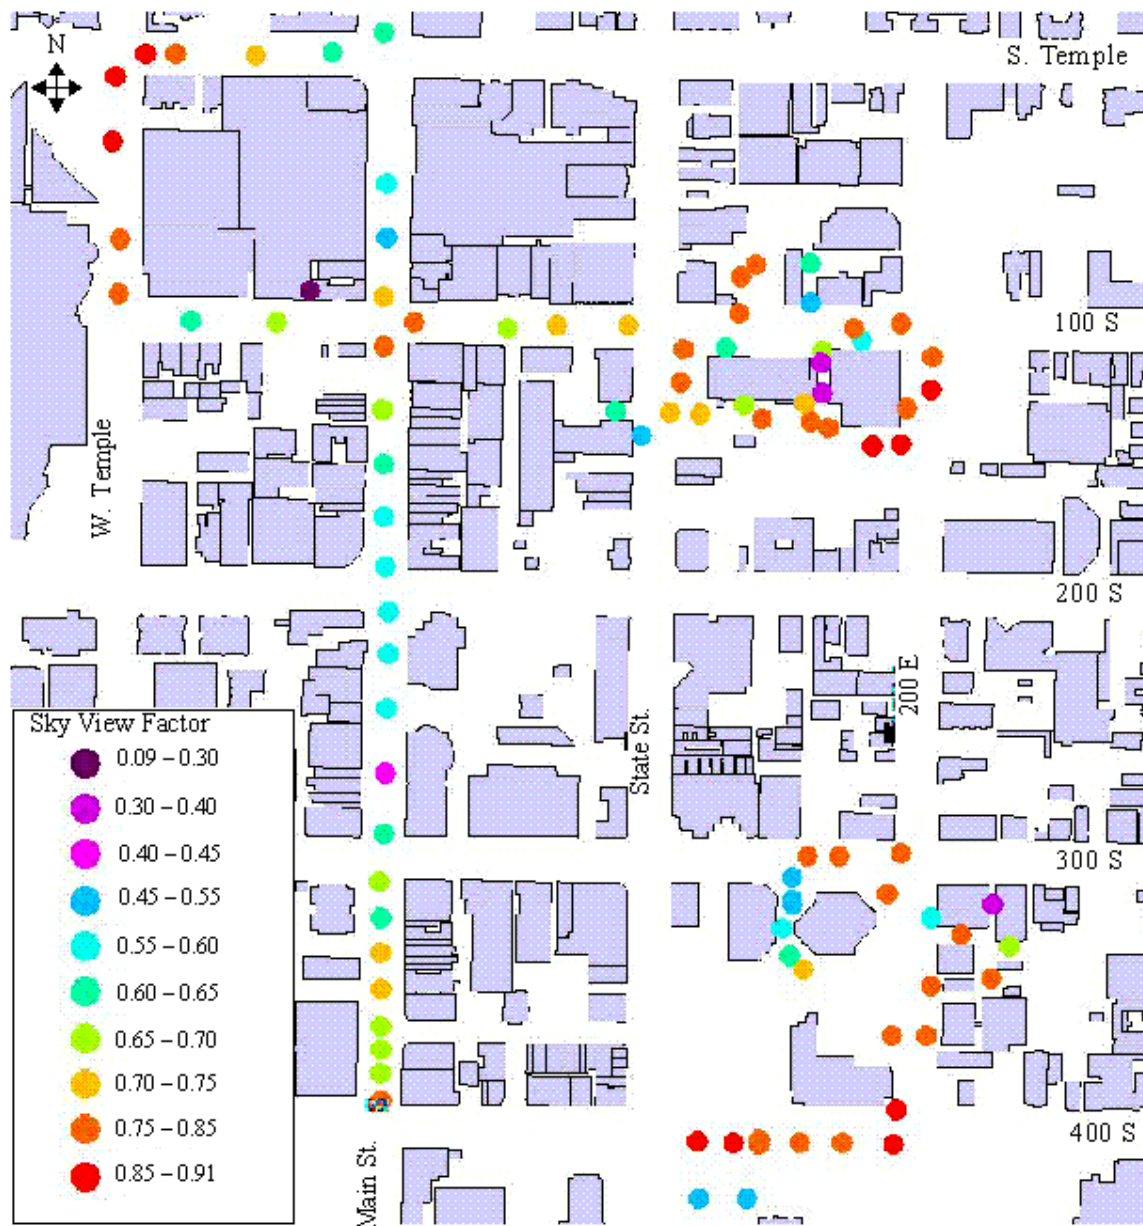 N
S. Temple
100 S
W. Temple
200 S
200 E
Sky View Factor
State St.
0.09 – 0.30
0.30 – 0.40
0.40 – 0.45
300 S
0.45 – 0.55
0.55 – 0.60
0.60 – 0.65
0.65 – 0.70
0.70 – 0.75
0.75 – 0.85
400 S
0.85 – 0.91
Main St.